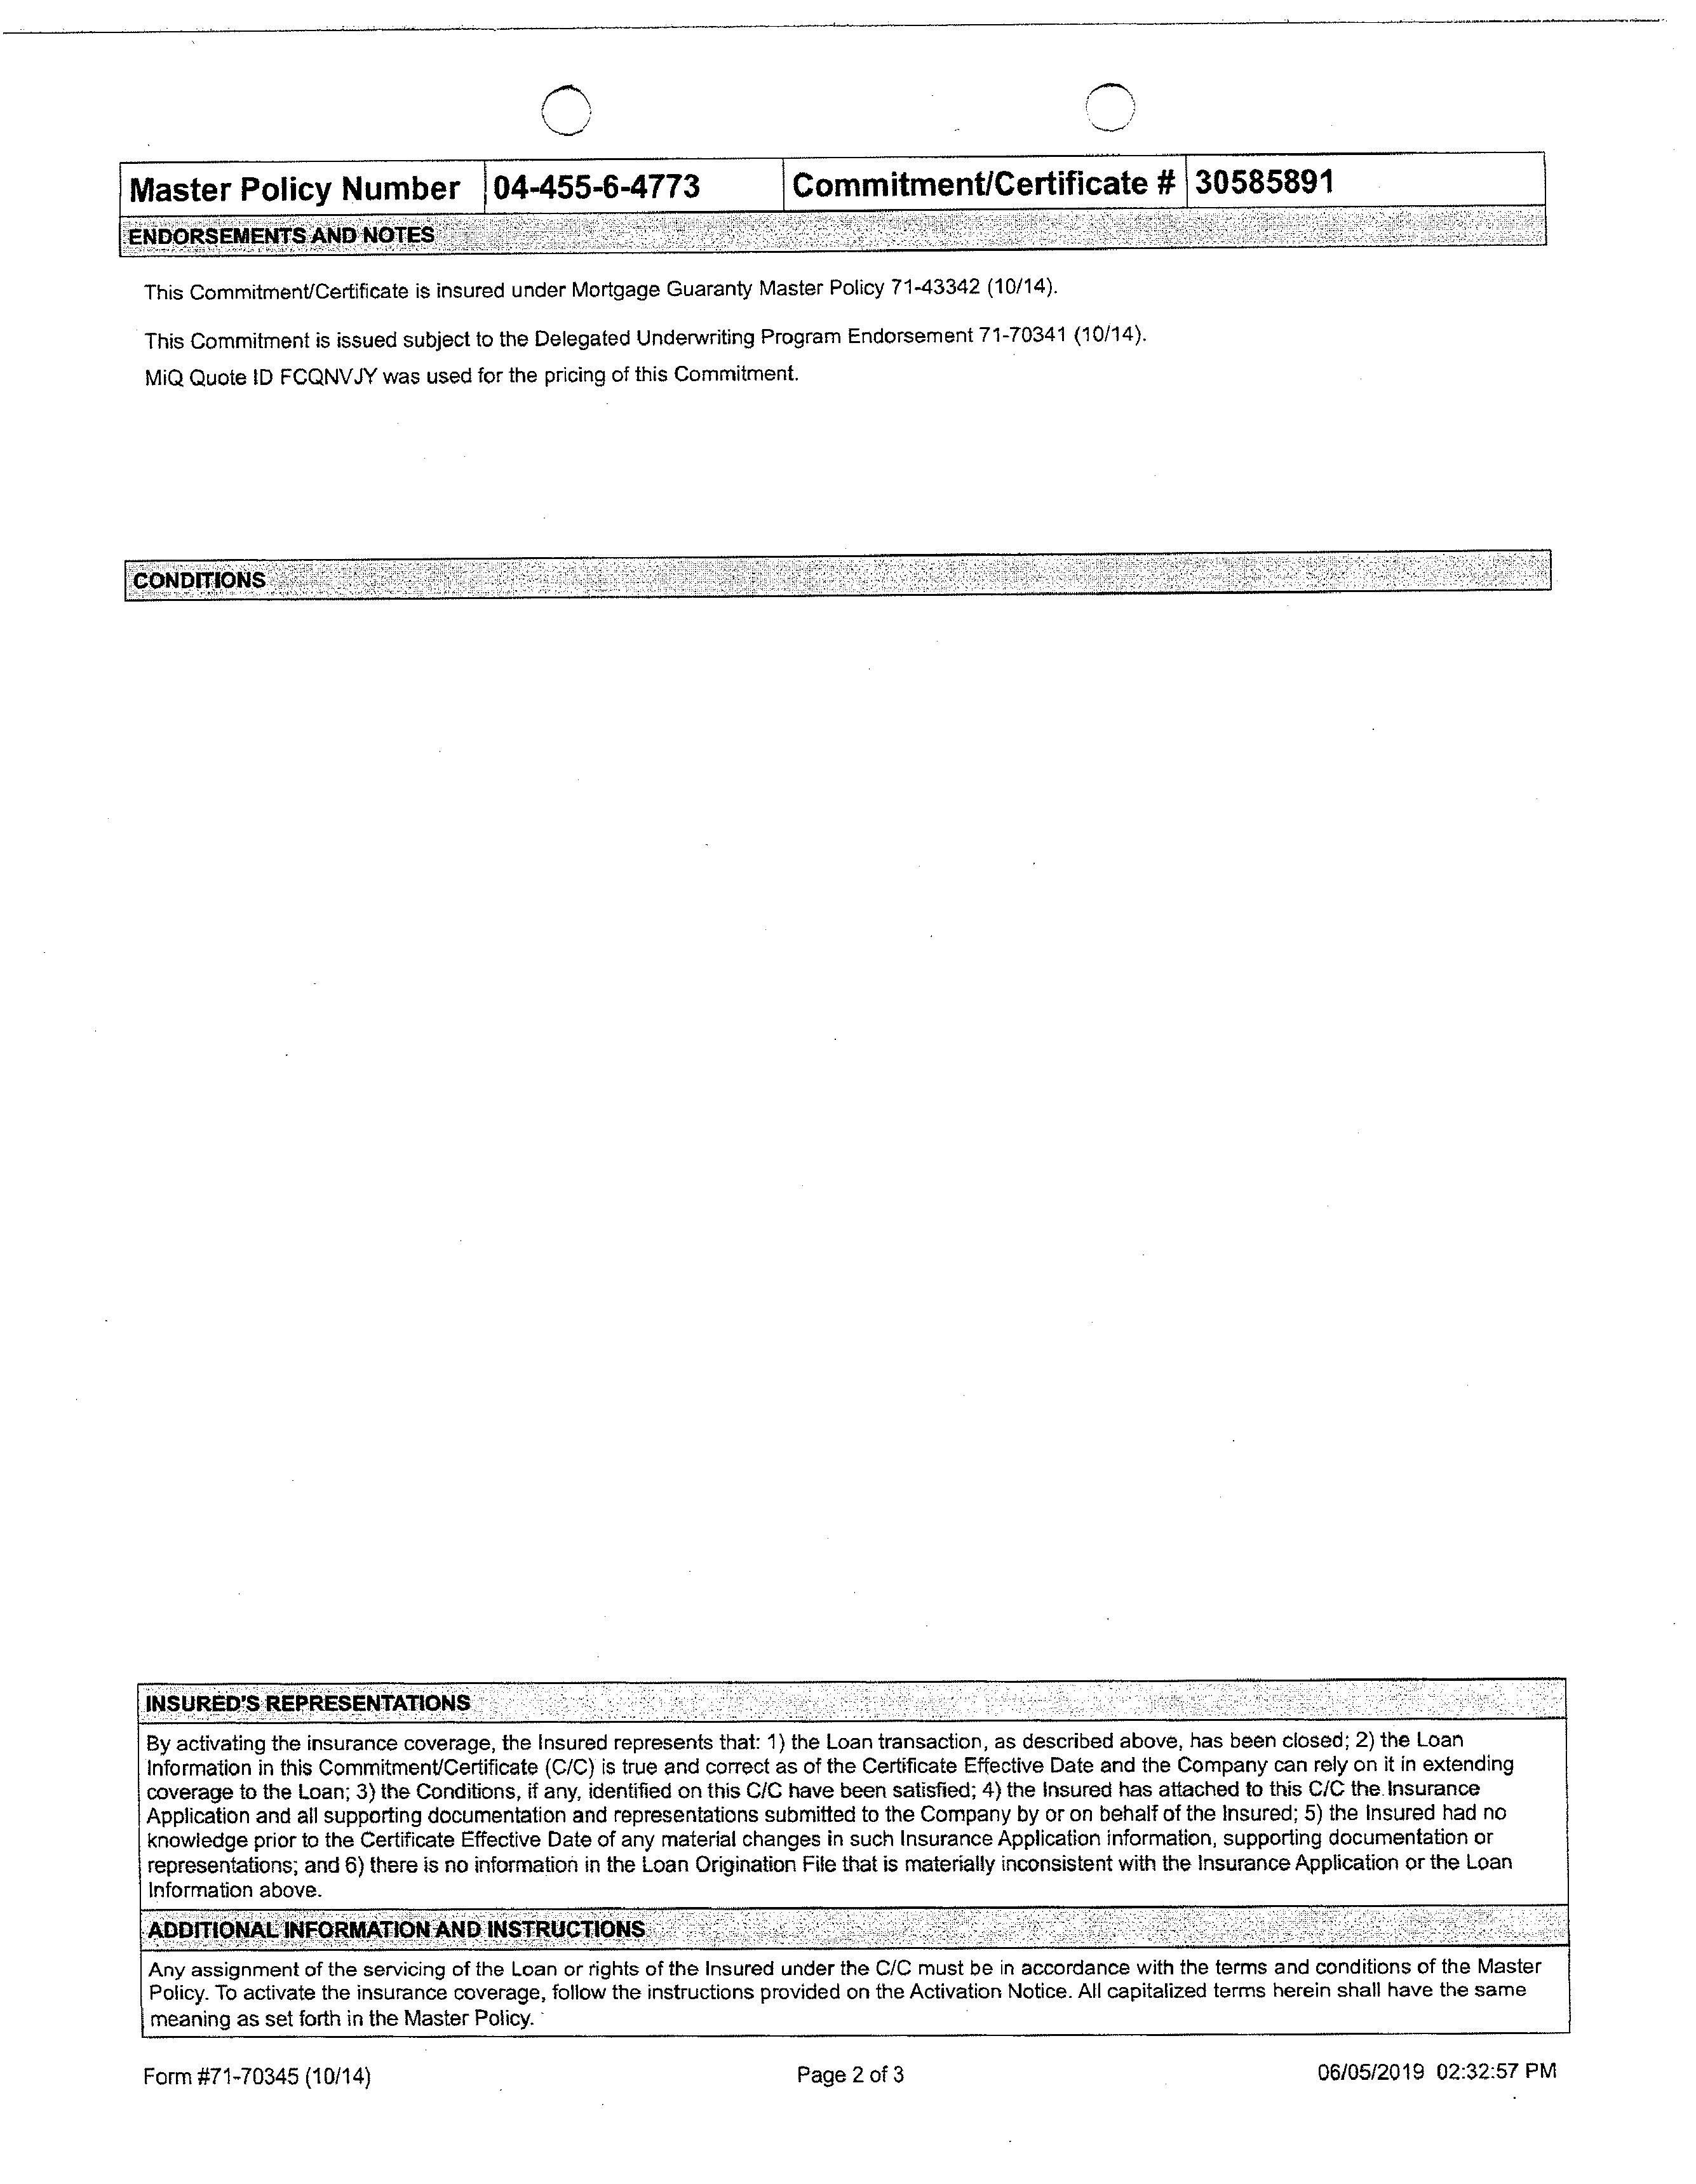 Master Policy Number 04-455-6-4773 Commitment/Certificate # 30585891
ENDORSEMENTS AND NOTES
This Commitment/Certificate is insured under Mortgage Guaranty Master Policy 71-43342 (10/14).
This Commitment is issued subject to the Delegated Underwriting Program Endorsement 71-70341 (10/14).
MiQ Quote ID FCQNVJY was used for the pricing of this Commitment.
CONDITIONS
INSURED'S REPRESENTATIONS
By activating the insurance coverage, the Insured represents that: 1) the Loan transaction, as described above, has been closed; 2) the Loan
Information in this Commitment/Certificate (C/C) is true and correct as of the Certificate Effective Date and the Company can rely on it in extending
coverage to the Loan; 3) the Conditions, if any, identified on this C/C have been satisfied; 4) the Insured has attached to this C/C the Insurance
Application and all supporting documentation and representations submitted to the Company by or on behalf of the Insured; 5) the Insured had no
knowledge prior to the Certificate Effective Date of any material changes in such Insurance Application information, supporting documentation or
representations; and 6) there is no information in the Loan Origination File that is materially inconsistent with the Insurance Application or the Loan
Information above.
ADDITIONAL INFORMATION AND INSTRUCTIONS
Any assignment of the servicing of the Loan or rights of the Insured under the C/C must be in accordance with the terms and conditions of the Master
Policy. To activate the insurance coverage, follow the instructions provided on the Activation Notice. All capitalized terms herein shall have the same
meaning as set forth in the Master Policy.
Form #71-70345 (10/14) Page 2 of 3 06/05/2019 02:32:57 PM